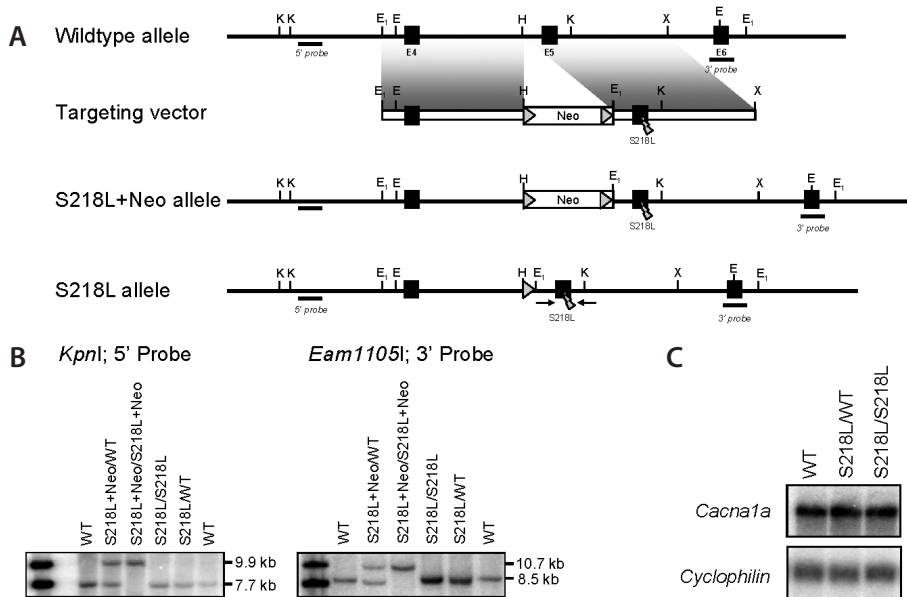 A
Wildtype allele
K K E1 E H K X E E1
5' probe E4 E5 E6
3' probe
Targeting vector
E1 E H E1 K X
Neo
S218L
S218L+Neo allele
K K E1 E H E1 K X E E1
Neo
S218L
3' probe
S218L allele
K K E1 E H E1 K X E E1
5' probe S218L 3' probe
B
KpnI; 5' Probe
WT
S218L+Neo/WT
S218L+Neo/S218L+Neo
S218L/S218L
S218L/WT
WT
9.9 kb
7.7 kb
Eam1105I; 3' Probe
WT
S218L+Neo/WT
S218L+Neo/S218L+Neo
S218L/S218L
S218L/WT
WT
10.7 kb
8.5 kb
C
WT
S218L/WT
S218L/S218L
Cacna1a
Cyclophilin